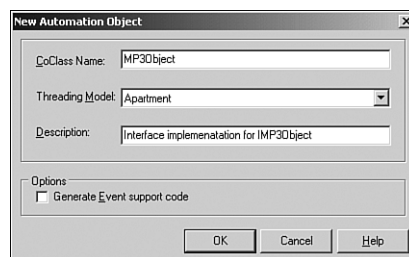 New Automation Object
CoClass Name: MP3Object
Threading Model: Apartment
Description: Interface implemenatation for IMP3Object
Options
Generate Event support code
OK Cancel Help